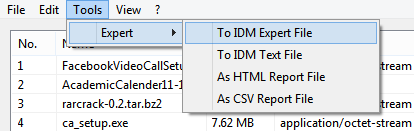 File Edit Tools View ?
Expert
To IDM Expert File
To IDM Text File
As HTML Report File
As CSV Report File
No.
1 FacebookVideoCallSetu -stream
2 AcademicCalender11-1
3 rarcrack-0.2.tar.bz2 -stream
4 ca_setup.exe 7.62 MB application/octet-stream